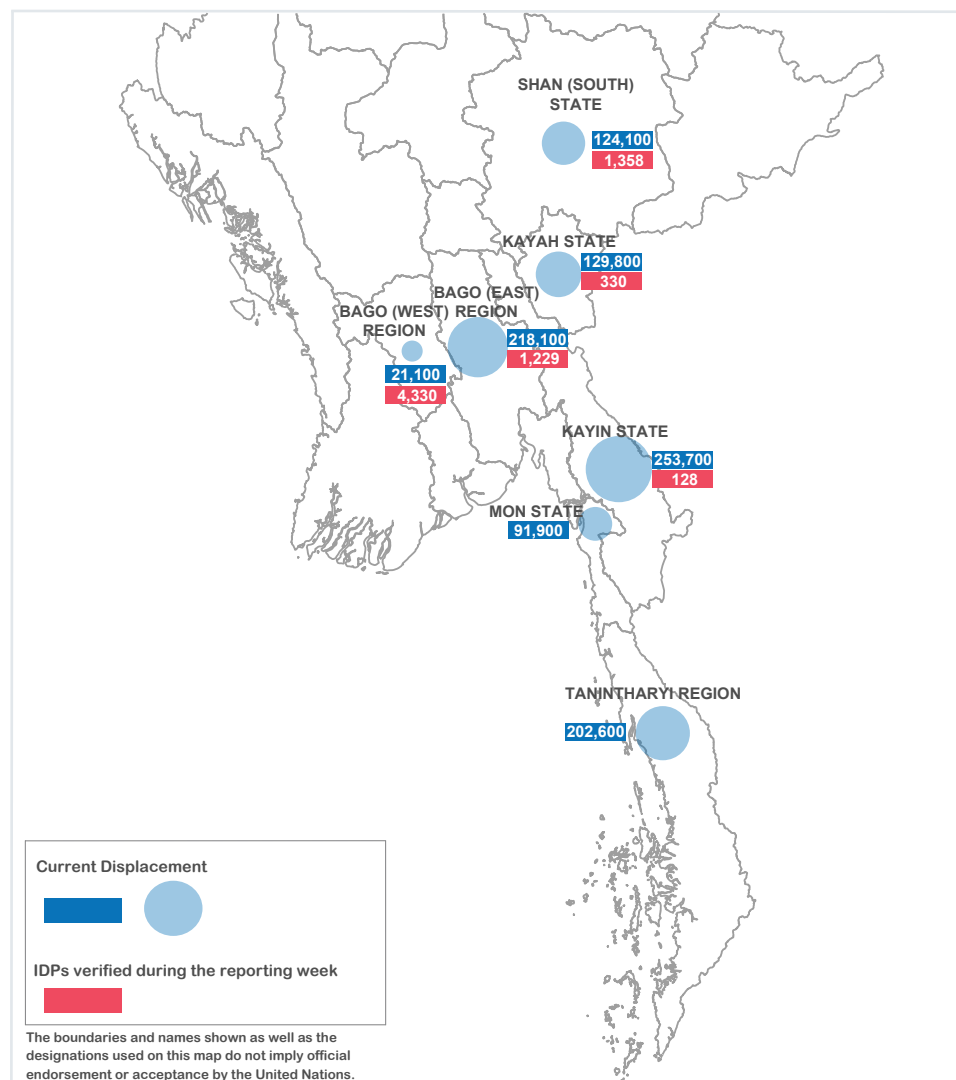 SHAN (SOUTH)
STATE
124,100
1,358
KAYAH STATE
129,800
330
BAGO (EAST)
REGION
218,100
1,229
BAGO (WEST)
REGION
21,100
4,330
KAYIN STATE
253,700
128
MON STATE
91,900
TANINTHARYI REGION
202,600
Current Displacement
IDPs verified during the reporting week
The boundaries and names shown as well as the
designations used on this map do not imply official
endorsement or acceptance by the United Nations.